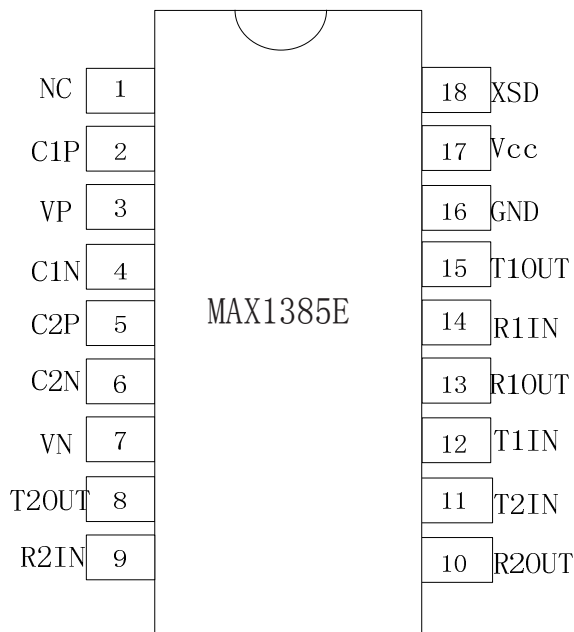 NC 1 18 XSD
C1P 2 17 Vcc
VP 3 16 GND
C1N 4 15 T1OUT
C2P 5 MAX1385E 14 R1IN
C2N 6 13 R1OUT
VN 7 12 T1IN
T2OUT 8 11 T2IN
R2IN 9 10 R2OUT